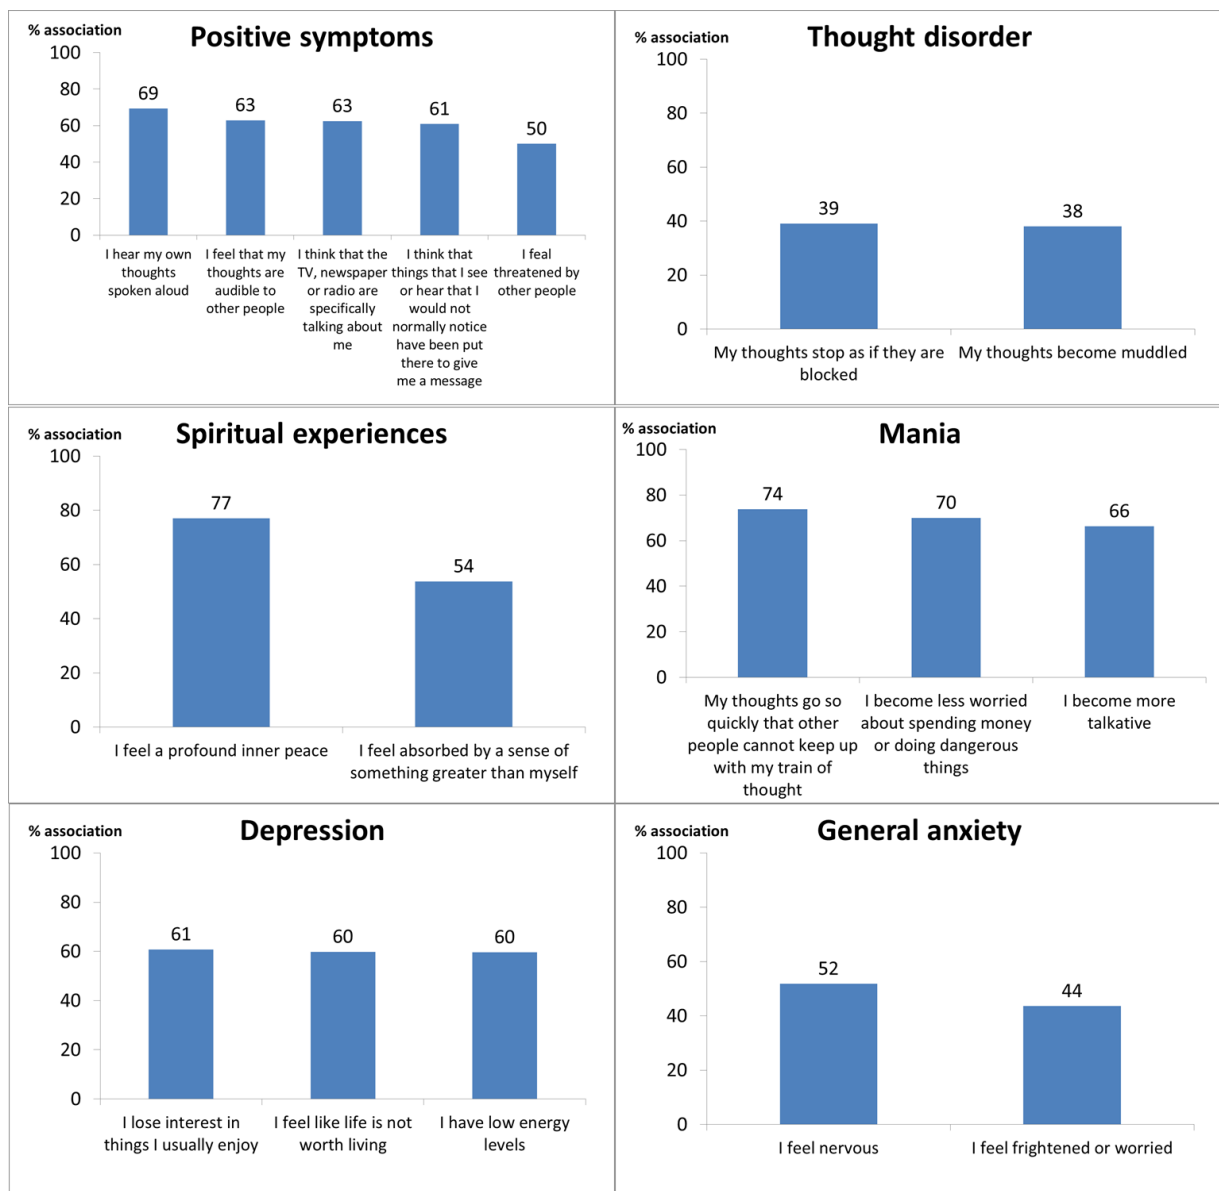 % association
Positive symptoms
100
80
60
40
20
0
69
63
63
61
50
I hear my own
thoughts
spoken aloud
I feel that my
thoughts are
audible to
other people
I think that the
TV, newspaper
or radio are
specifically
talking about
me
I think that
things that I see
or hear that I
would not
normally notice
have been put
there to give
me a message
I feal
threatened by
other people
% association
Thought disorder
100
80
60
40
20
0
39
38
My thoughts stop as if they are
blocked
My thoughts become muddled
% association
Spiritual experiences
100
80
60
40
20
0
77
54
I feel a profound inner peace
I feel absorbed by a sense of
something greater than myself
% association
Mania
100
80
60
40
20
0
74
70
66
My thoughts go so
quickly that other
people cannot keep up
with my train of
thought
I become less worried
about spending money
or doing dangerous
things
I become more
talkative
% association
Depression
100
80
60
40
20
0
61
60
60
I lose interest in
things I usually enjoy
I feel like life is not
worth living
I have low energy
levels
% association
General anxiety
100
80
60
40
20
0
52
44
I feel nervous
I feel frightened or worried